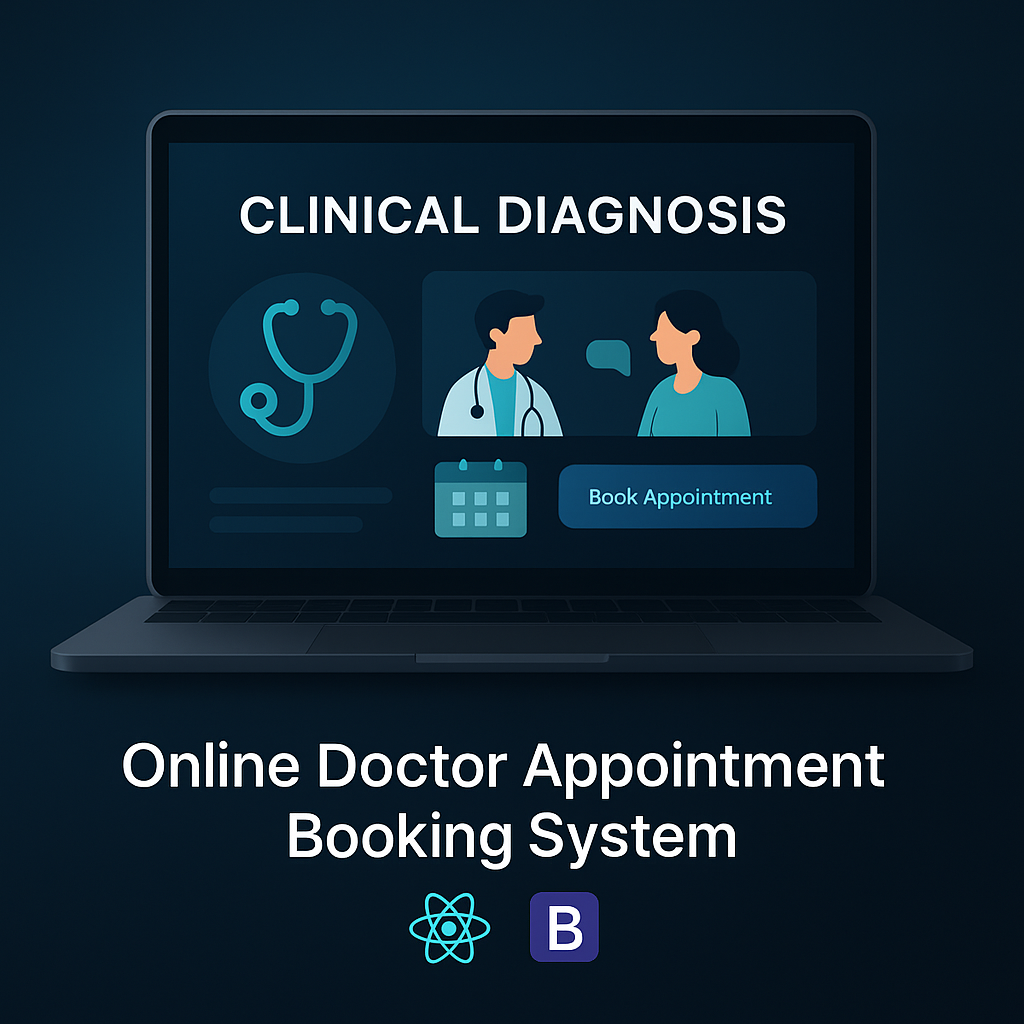 CLINICAL DIAGNOSIS
Book Appointment
Online Doctor Appointment
Booking System
B